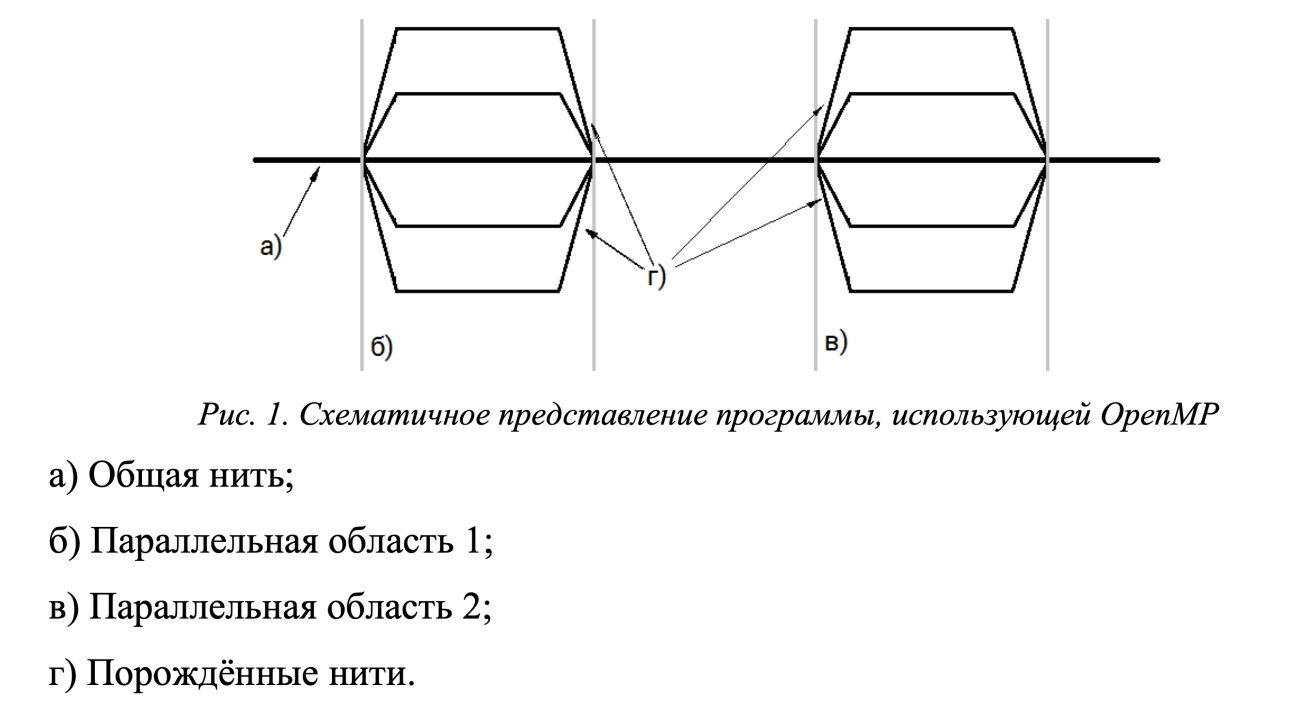 а)
г)
б)
в)
Рис. 1. Схематичное представление программы, использующей OpenMP
а) Общая нить;
б) Параллельная область 1;
в) Параллельная область 2;
г) Порождённые нити.